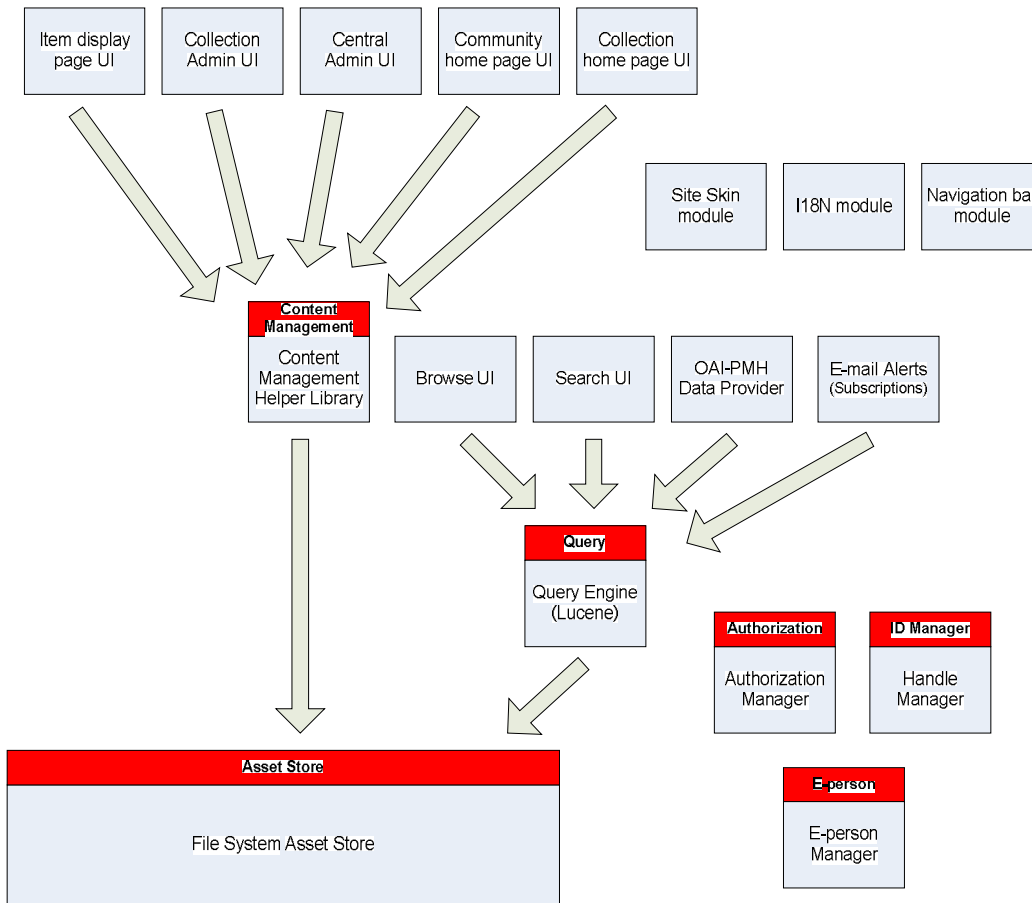 Item display
page UI
Collection
Admin UI
Central
Admin UI
Community
home page UI
Collection
home page UI
Site Skin
module
I18N module
Navigation ba
module
Content
Management
Content
Management
Helper Library
Browse UI
Search UI
OAI-PMH
Data Provider
E-mail Alerts
(Subscriptions)
Query
Query Engine
(Lucene)
Authorization
Authorization
Manager
ID Manager
Handle
Manager
Asset Store
File System Asset Store
E-person
E-person
Manager